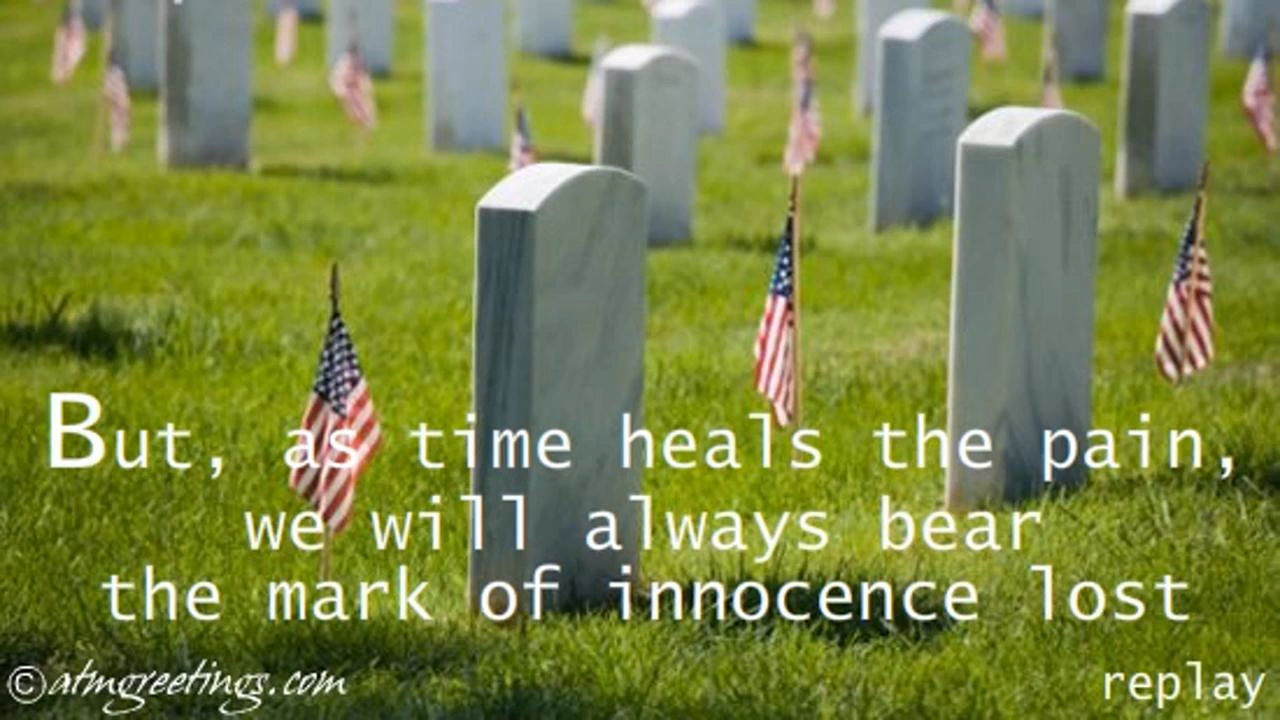 But, as time heals the pain,
we will always bear
the mark of innocence lost
©atmgreetings.com
replay